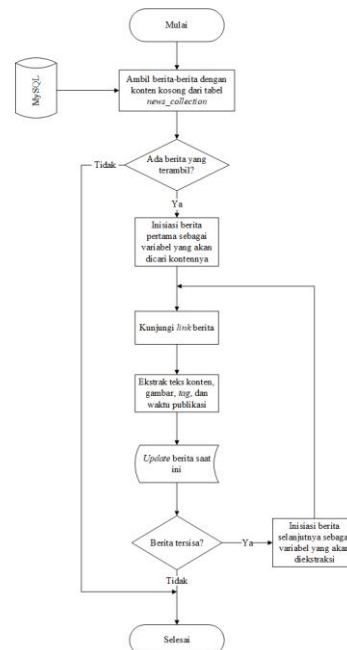 Mulai
MySQL
Ambil berita-berita dengan
konten kosong dari tabel
news_collection
Ada berita yang
terambil?
Tidak
Ya
Inisiasi berita
pertama sebagai
variabel yang akan
dicari kontennya
Kunjungi link berita
Ekstrak teks konten,
gambar, tag, dan
waktu publikasi
Update berita saat
ini
Berita tersisa?
Ya
Inisiasi berita
selanjutnya sebaga
variabel yang akan
diekstraksi
Tidak
Selesai